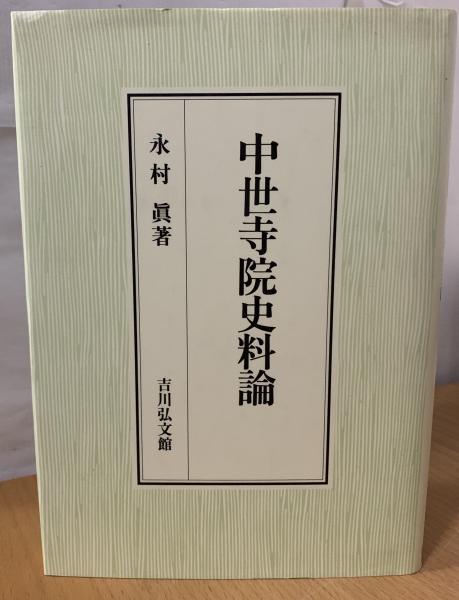 中世寺院史料論
永村 眞著
吉川弘文館